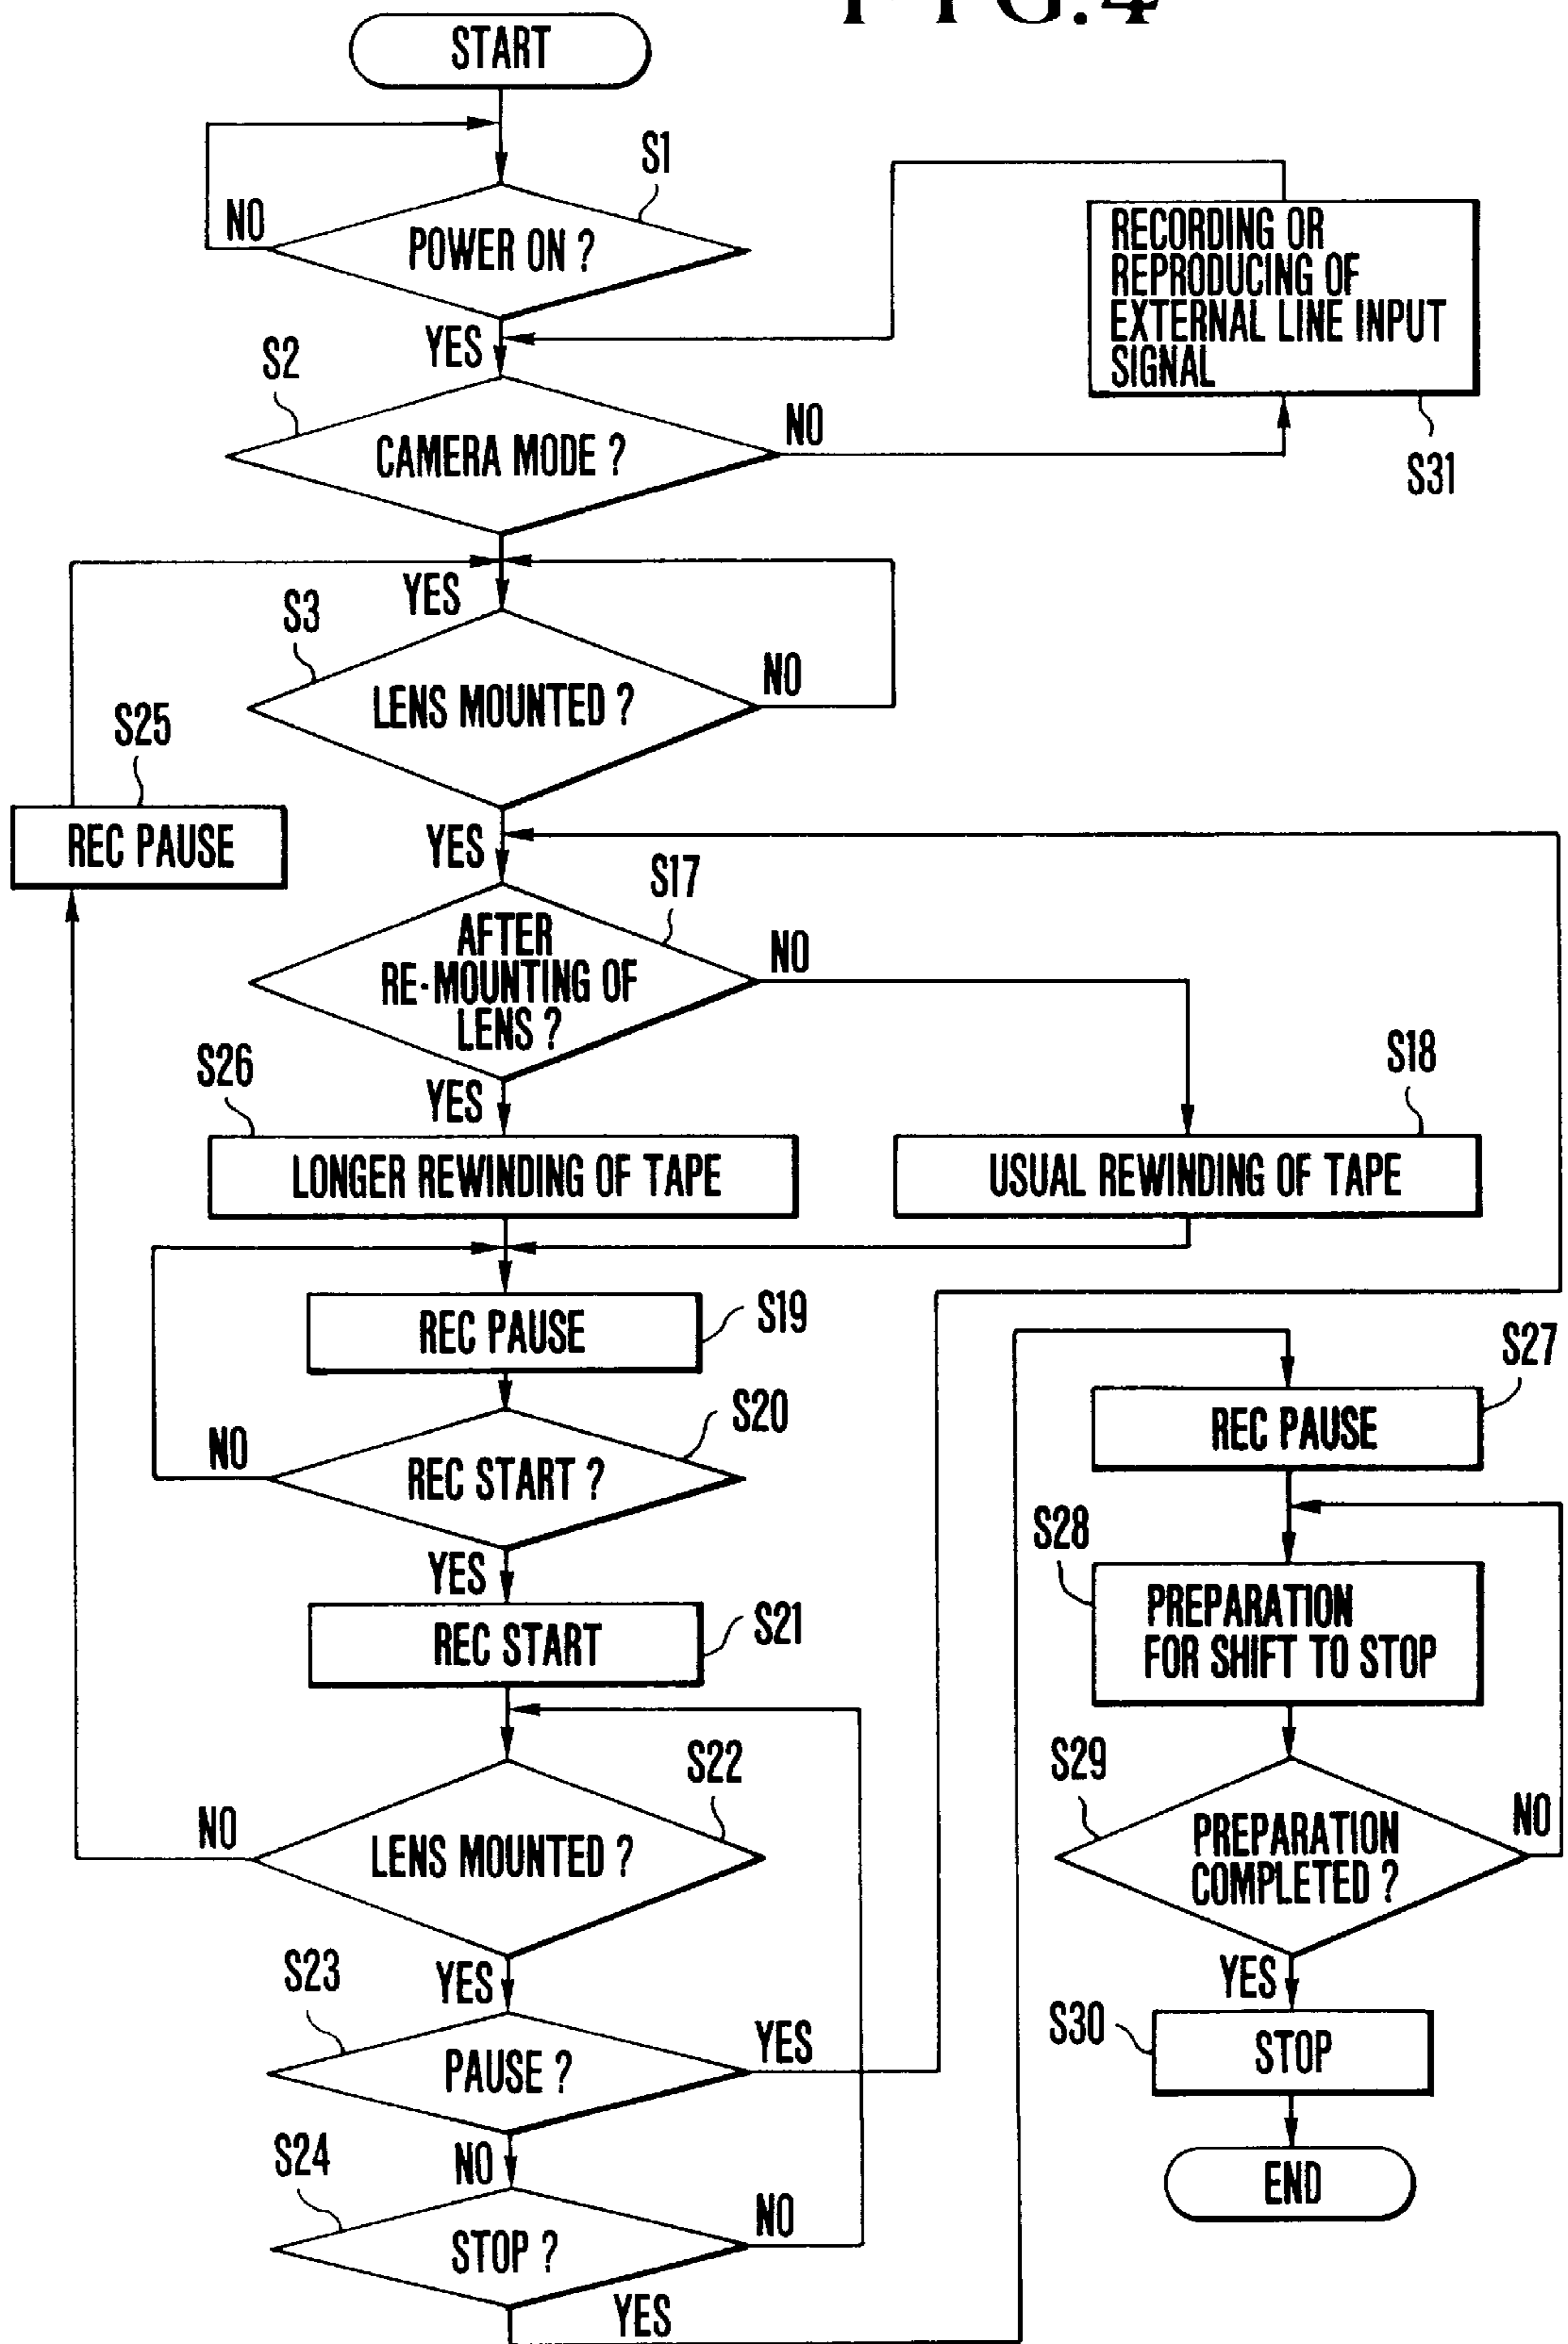 FIG.4
START
S1
NO
POWER ON ?
RECORDING OR
REPRODUCING OF
EXTERNAL LINE INPUT
SIGNAL
S31
YES
S2
CAMERA MODE ?
NO
YES
S3
LENS MOUNTED ?
NO
S25
REC PAUSE
YES
S17
AFTER
RE-MOUNTING OF
LENS ?
NO
YES
S26
LONGER REWINDING OF TAPE
S18
USUAL REWINDING OF TAPE
REC PAUSE
S19
S20
NO
REC START ?
YES
REC START
S21
S22
NO
LENS MOUNTED ?
YES
S23
PAUSE ?
YES
NO
S24
STOP ?
NO
YES
S27
REC PAUSE
S28
PREPARATION
FOR SHIFT TO STOP
S29
PREPARATION
COMPLETED ?
NO
YES
S30
STOP
END